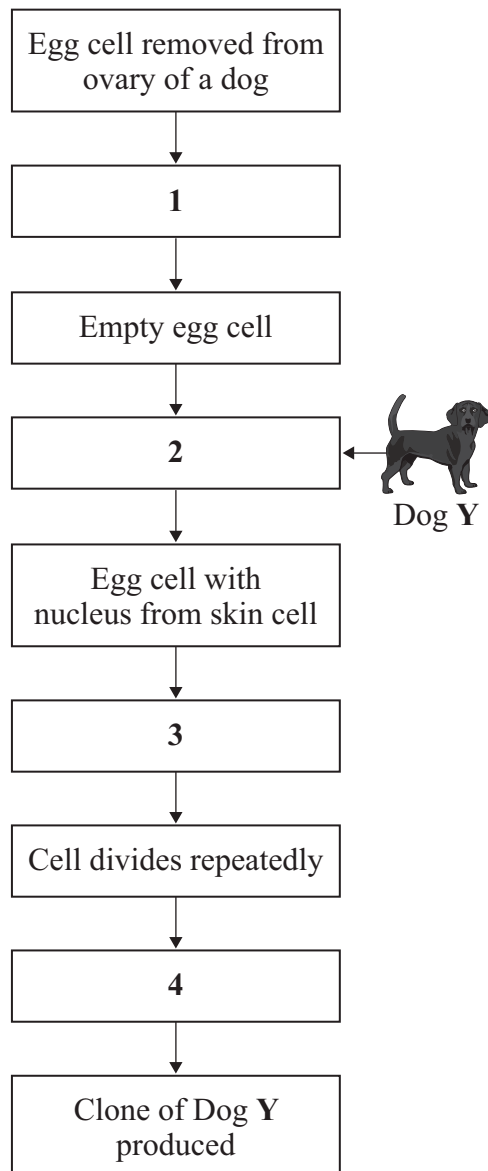 Egg cell removed from
ovary of a dog
1
Empty egg cell
2
Dog Y
Egg cell with
nucleus from skin cell
3
Cell divides repeatedly
4
Clone of Dog Y
produced